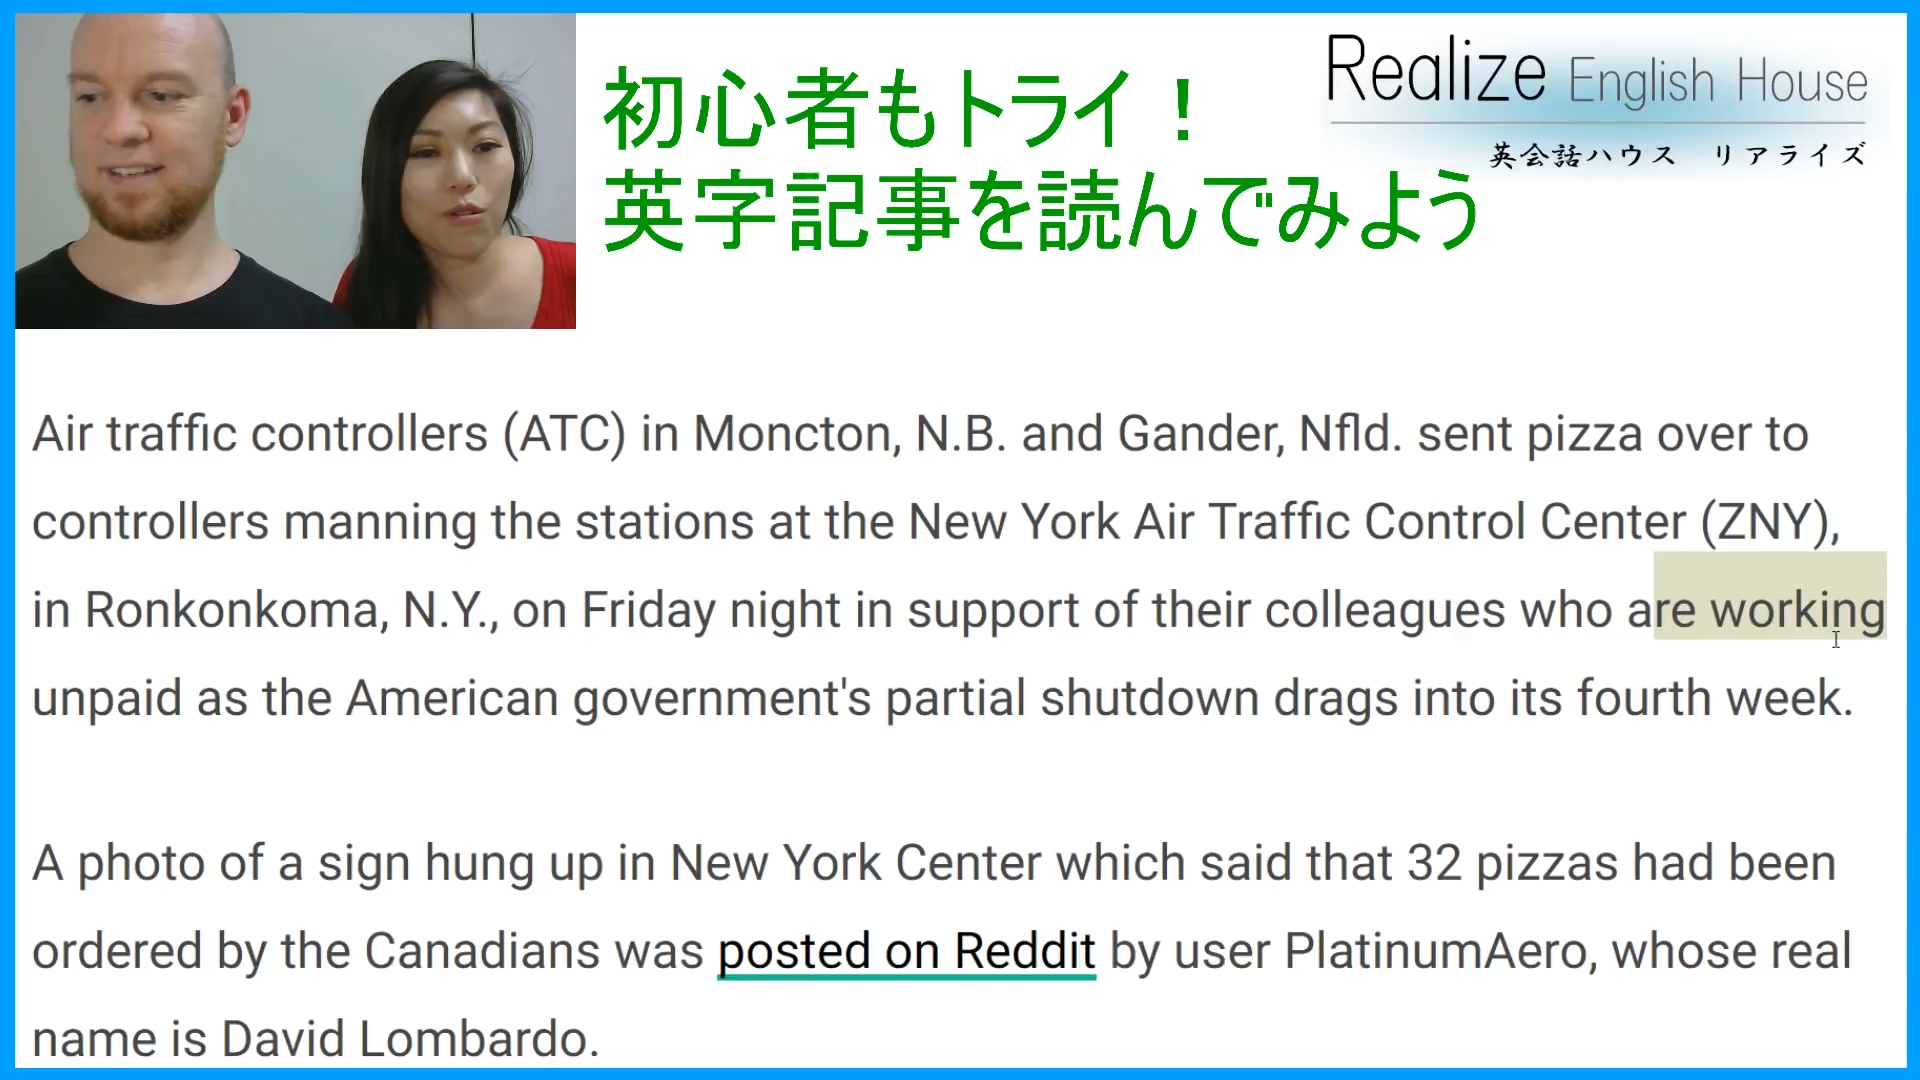 初心者もトライ！
英字記事を読んでみよう
Realize English House
英会話ハウス リアライズ
Air traffic controllers (ATC) in Moncton, N.B. and Gander, Nfld. sent pizza over to
controllers manning the stations at the New York Air Traffic Control Center (ZNY),
in Ronkonkoma, N.Y., on Friday night in support of their colleagues who are working
unpaid as the American government's partial shutdown drags into its fourth week.
A photo of a sign hung up in New York Center which said that 32 pizzas had been
ordered by the Canadians was posted on Reddit by user PlatinumAero, whose real
name is David Lombardo.